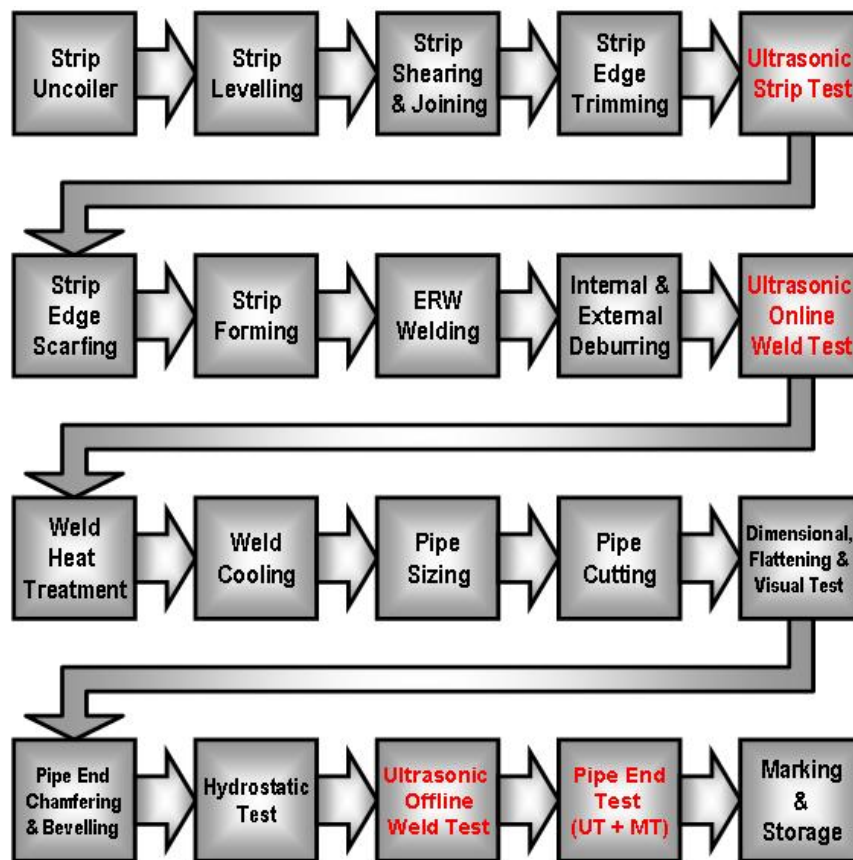 Strip
Uncoiler
Strip
Levelling
Strip
Shearing
& Joining
Strip
Edge
Trimming
Ultrasonic
Strip Test
Strip
Edge
Scarfing
Strip
Forming
ERW
Welding
Internal &
External
Deburring
Ultrasonic
Online
Weld Test
Weld
Heat
Treatment
Weld
Cooling
Pipe
Sizing
Pipe
Cutting
Dimensional,
Flattening &
Visual Test
Pipe End
Chamfering
& Bevelling
Hydrostatic
Test
Ultrasonic
Offline
Weld Test
Pipe End
Test
(UT + MT)
Marking
&
Storage